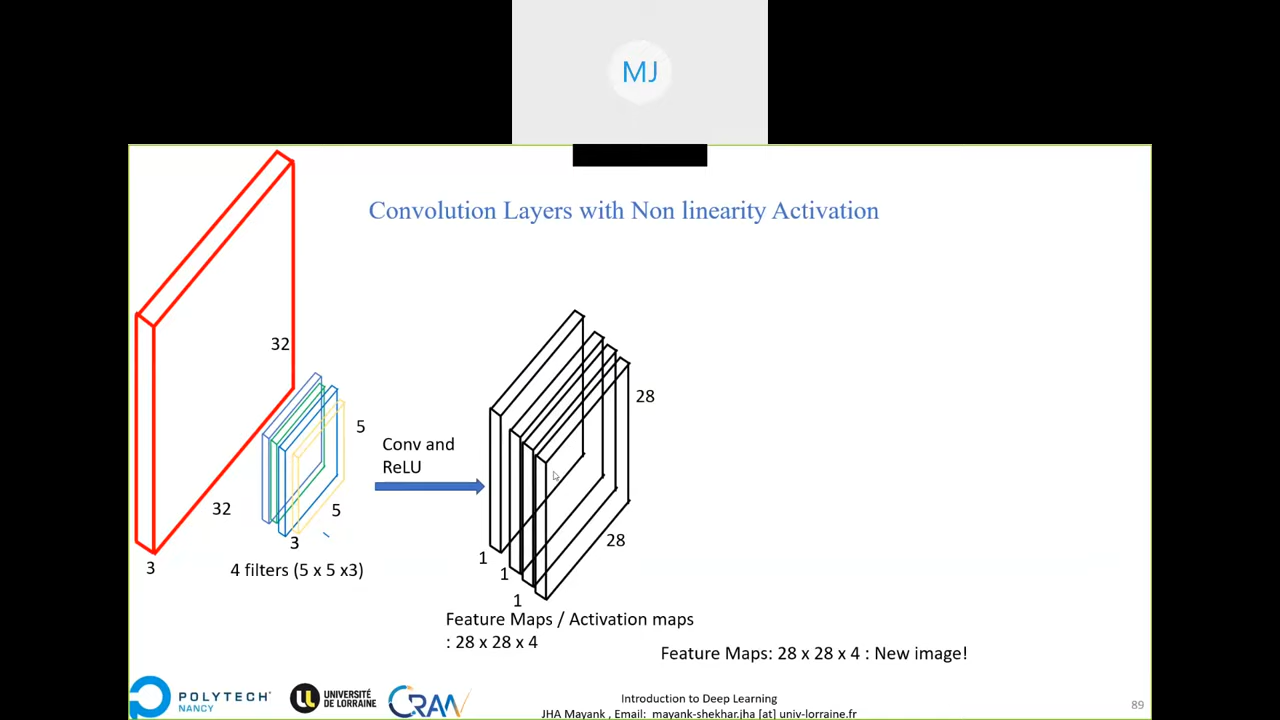 MJ
Convolution Layers with Non linearity Activation
32
5
28
Conv and
ReLU
32
5
3
28
3
4 filters (5 x 5 x3)
1
1
1
Feature Maps / Activation maps
: 28 x 28 x 4
Feature Maps: 28 x 28 x 4 : New image!
POLYTECH
NANCY
UNIVERSITÉ
DE LORRAINE
CRAN
Introduction to Deep Learning
JHA Mayank , Email: mayank-shekhar.jha [at] univ-lorraine.fr
89